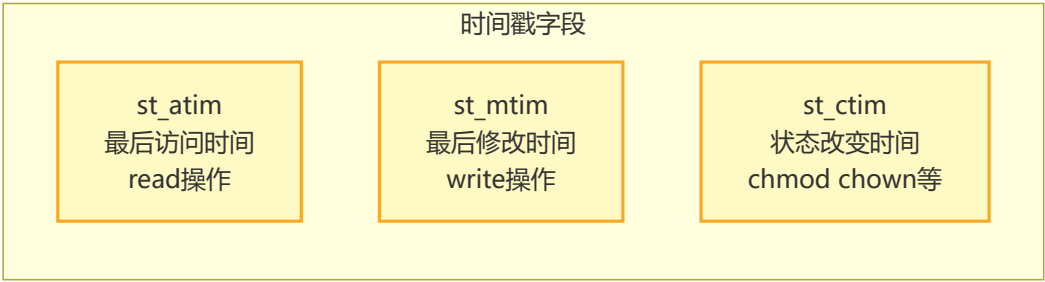 时间戳字段
st_atim
最后访问时间
read操作
st_mtim
最后修改时间
write操作
st_ctim
状态改变时间
chmod chown等